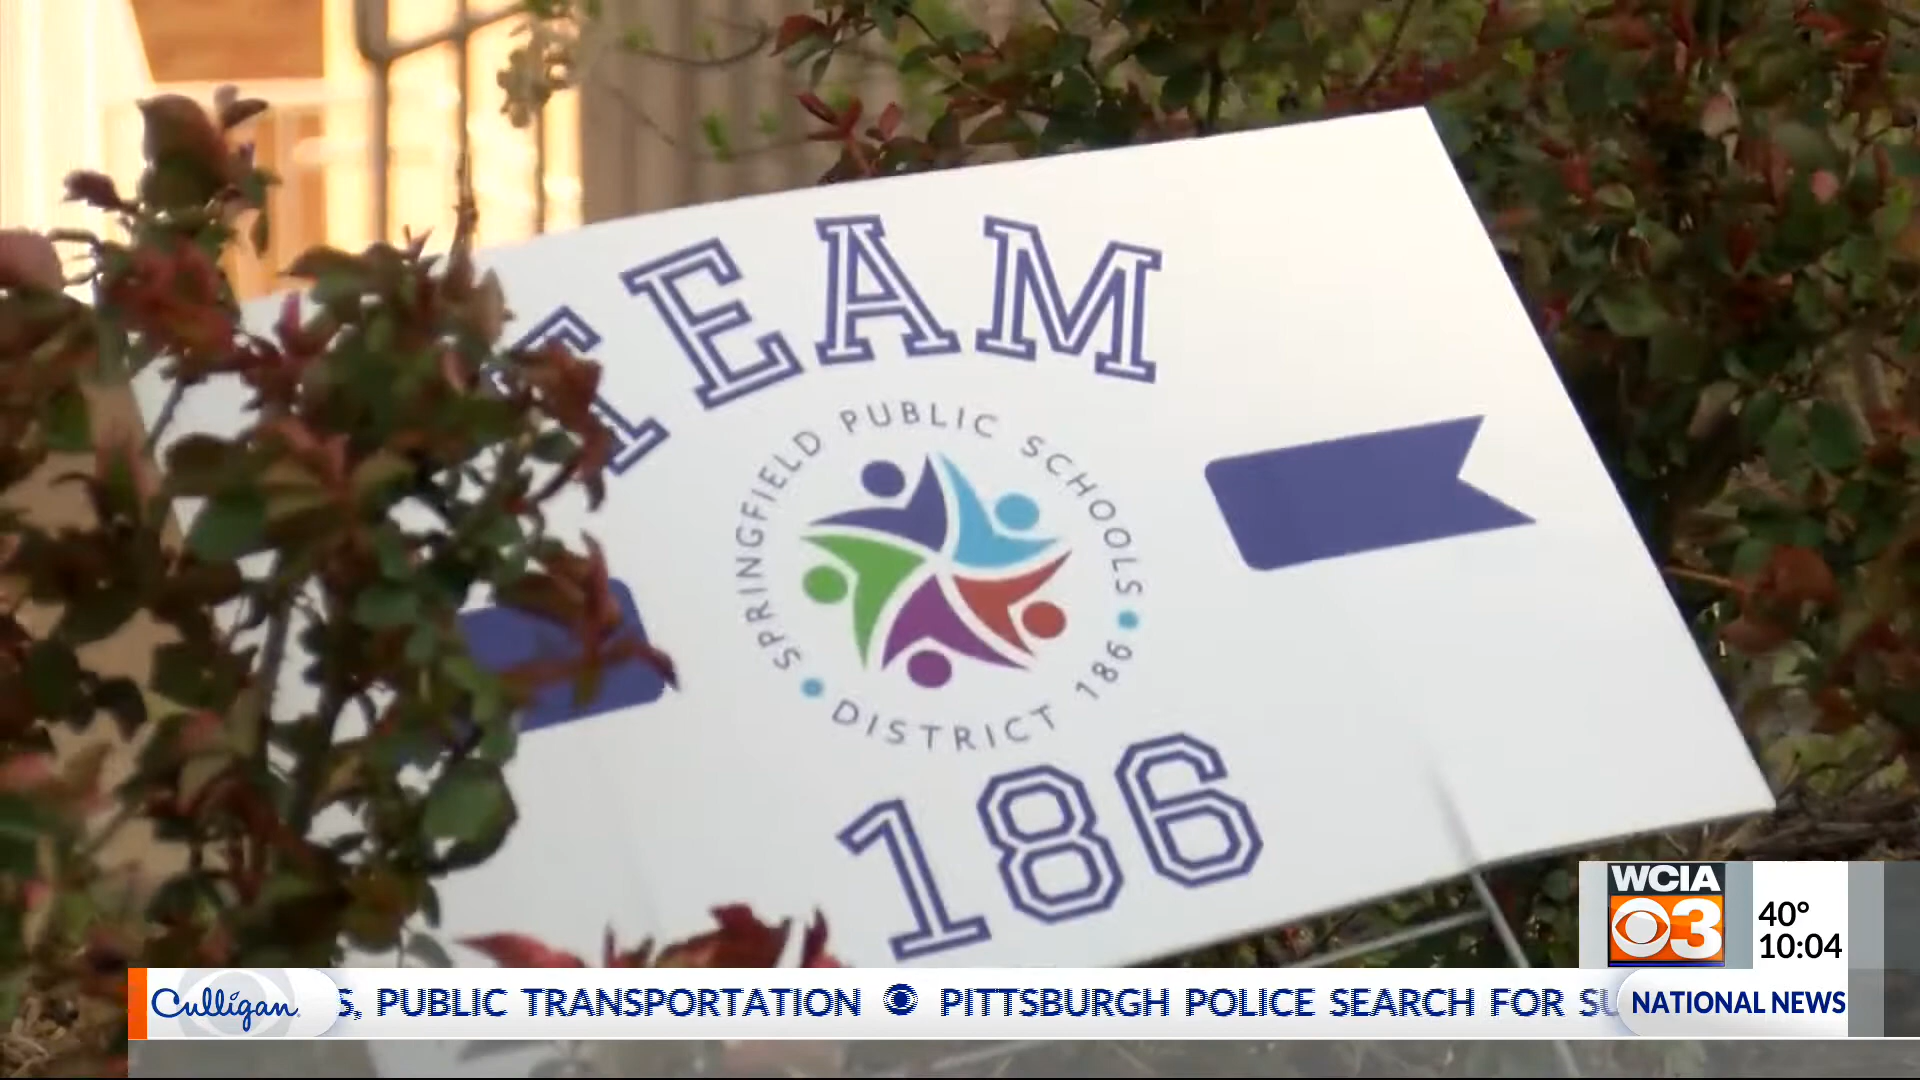 TEAM
SPRINGFIELD PUBLIC SCHOOLS
DISTRICT 186
186
WCIA
3
40°
10:04
Culligan.
S, PUBLIC TRANSPORTATION PITTSBURGH POLICE SEARCH FOR
NATIONAL NEWS